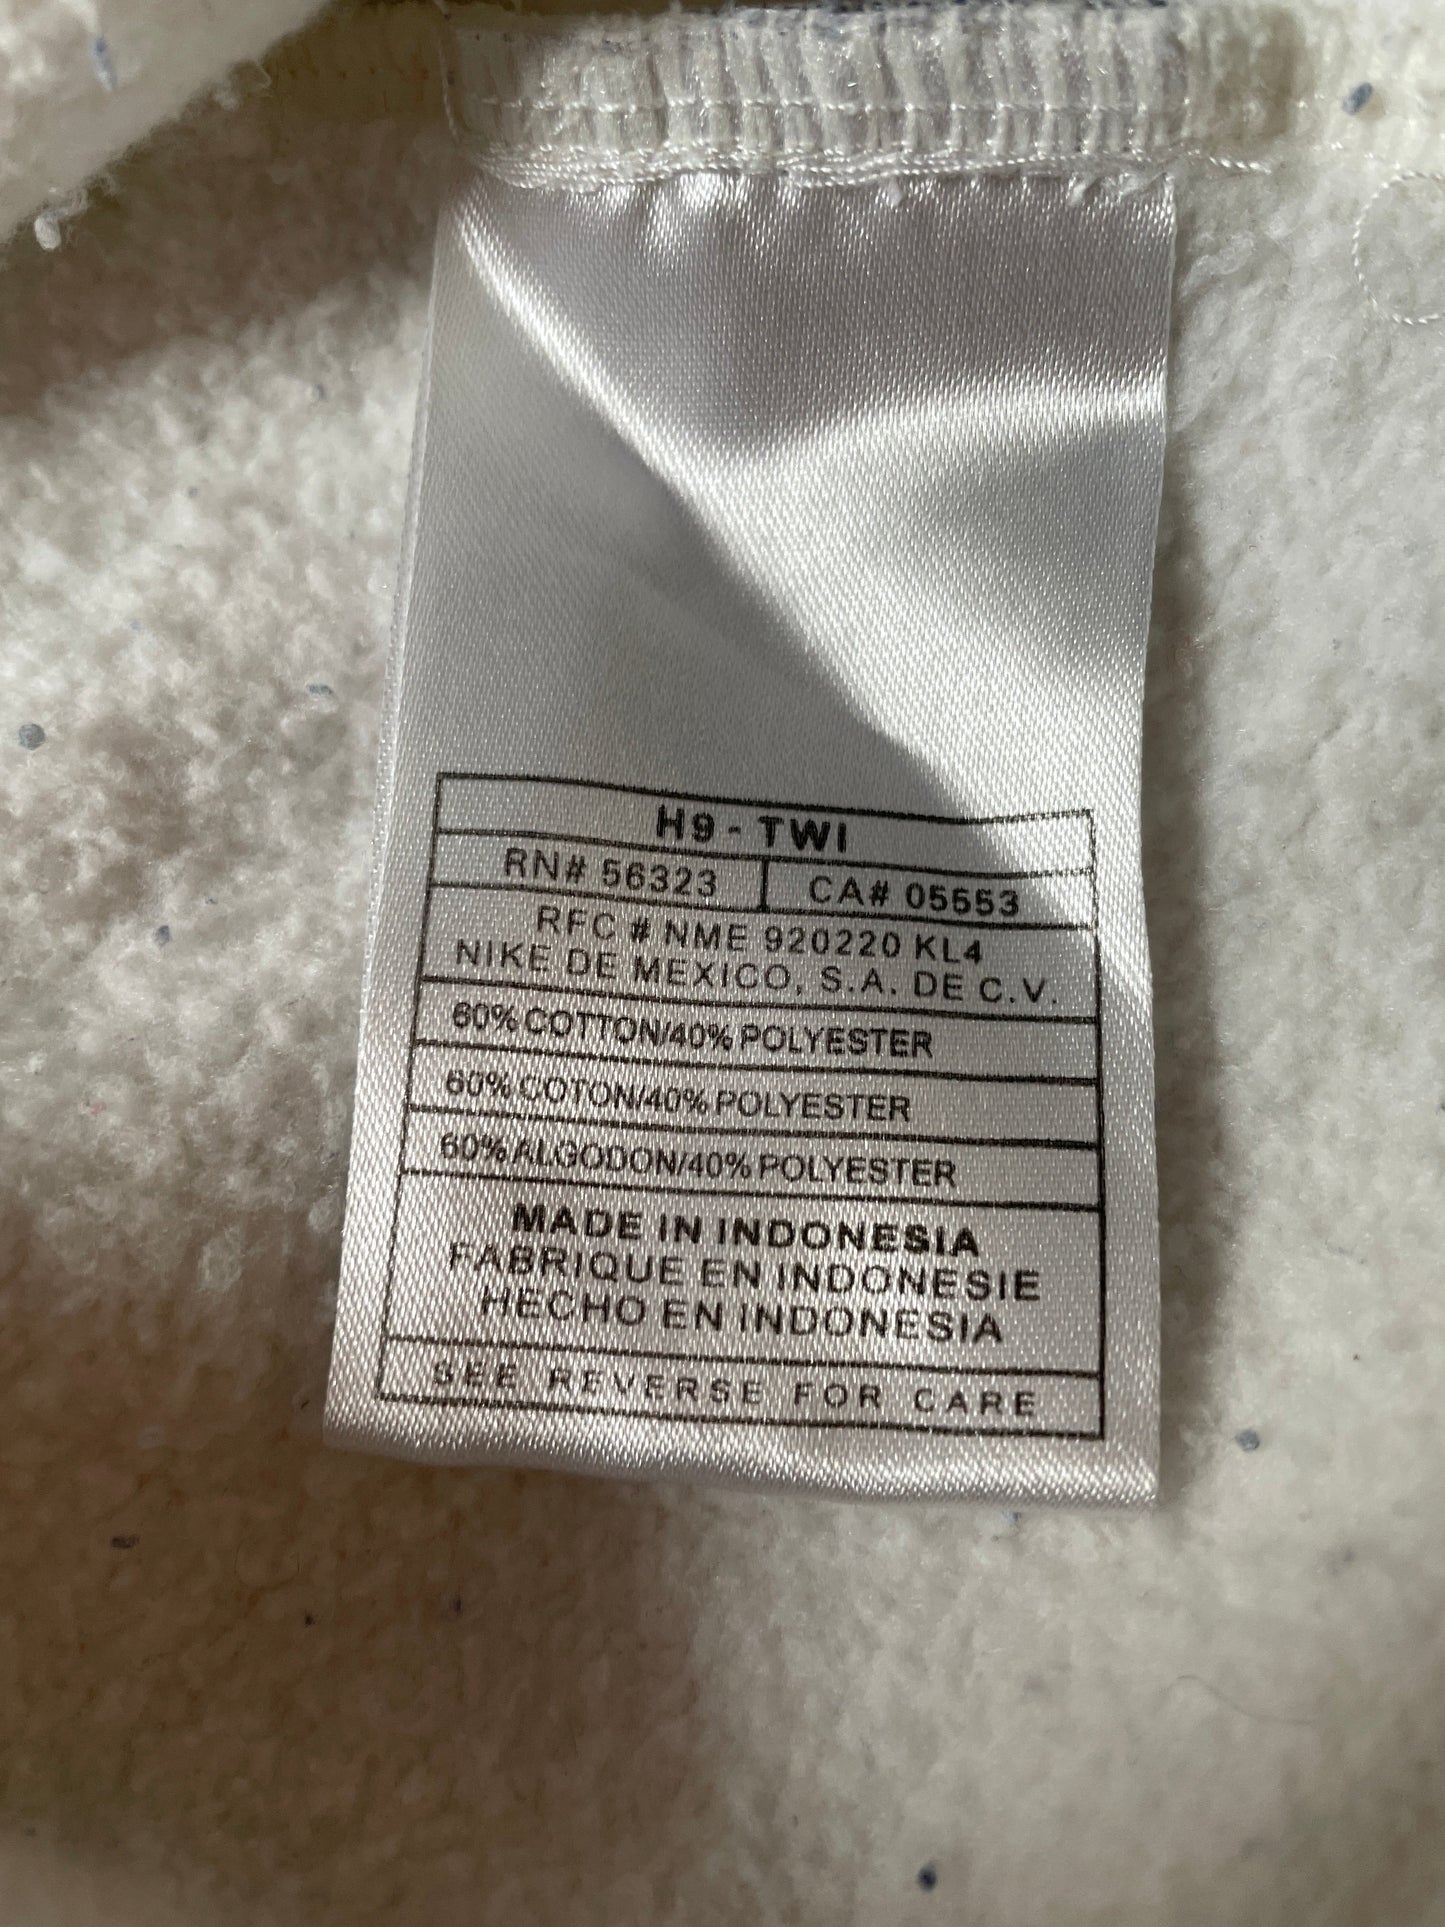 H9 - TWI
RN# 56323 CA# 05553
RFC # NME 920220 KL4
NIKE DE MEXICO, S.A. DE C.V.
60% COTTON/40% POLYESTER
60% COTON/40% POLYESTER
60% ALGODON/40% POLYESTER
MADE IN INDONESIA
FABRIQUE EN INDONESIE
HECHO EN INDONESIA
SEE REVERSE FOR CARE